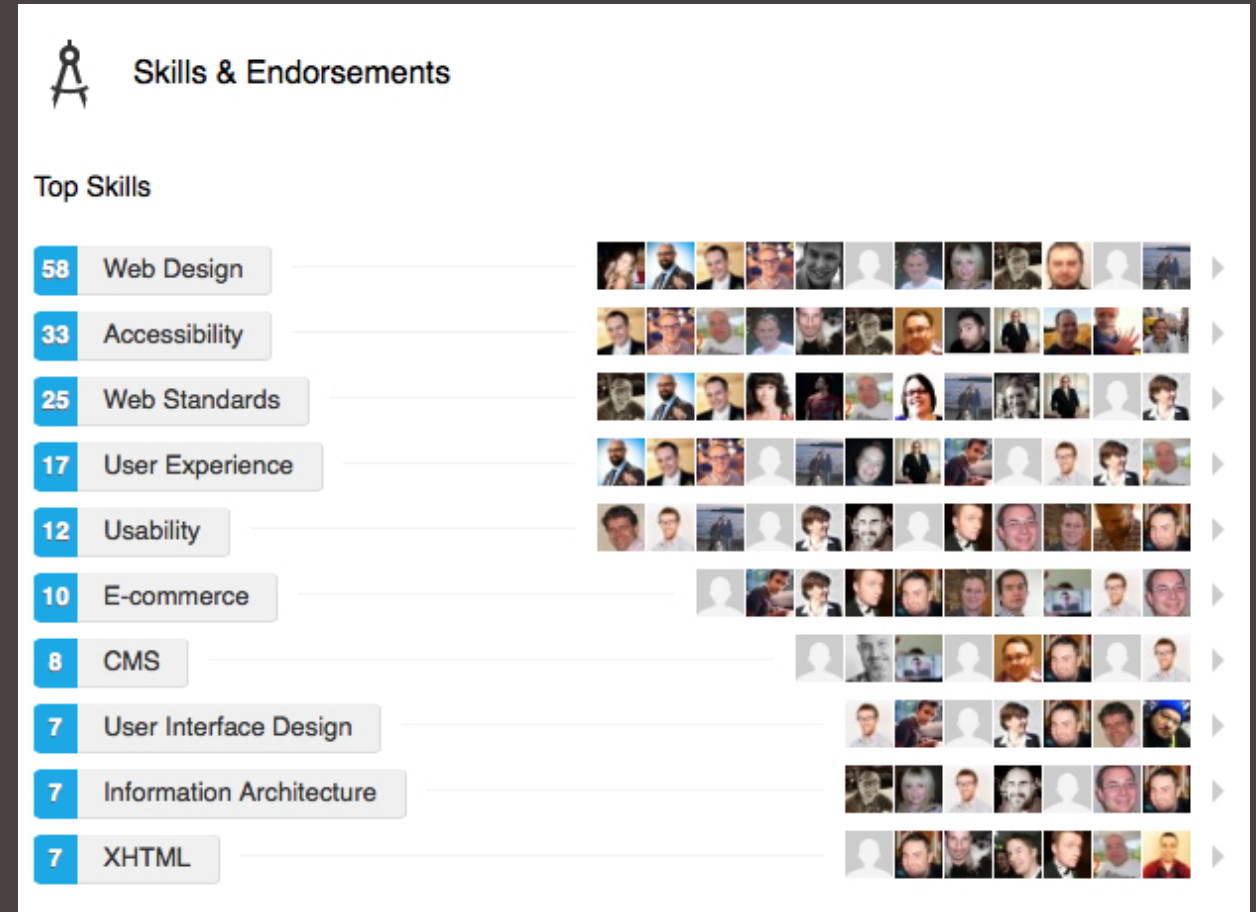 Skills & Endorsements
Top Skills
58 Web Design
33 Accessibility
25 Web Standards
17 User Experience
12 Usability
10 E-commerce
8 CMS
7 User Interface Design
7 Information Architecture
7 XHTML